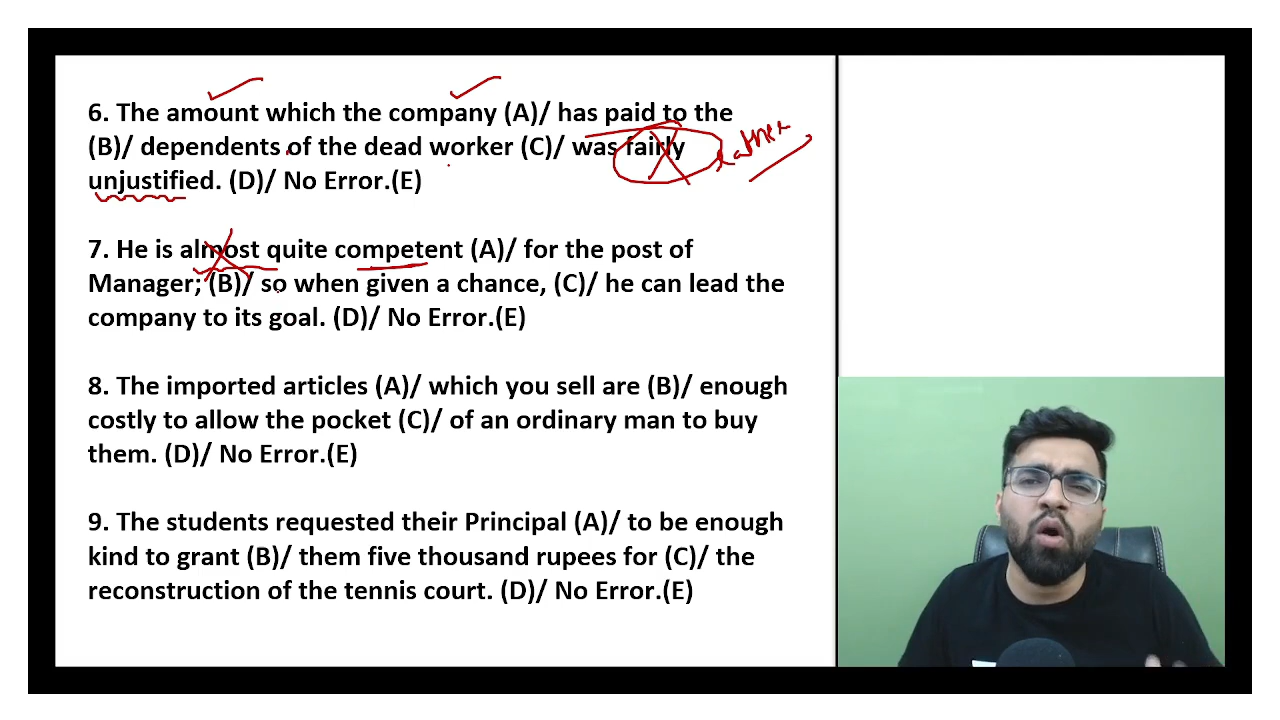 6. The amount which the company (A)/ has paid to the
(B)/ dependents of the dead worker (C)/ was fairly
rather
unjustified. (D)/ No Error.(E)
7. He is almost quite competent (A)/ for the post of
Manager; (B)/ so when given a chance, (C)/ he can lead the
company to its goal. (D)/ No Error.(E)
8. The imported articles (A)/ which you sell are (B)/ enough
costly to allow the pocket (C)/ of an ordinary man to buy
them. (D)/ No Error.(E)
9. The students requested their Principal (A)/ to be enough
kind to grant (B)/ them five thousand rupees for (C)/ the
reconstruction of the tennis court. (D)/ No Error.(E)